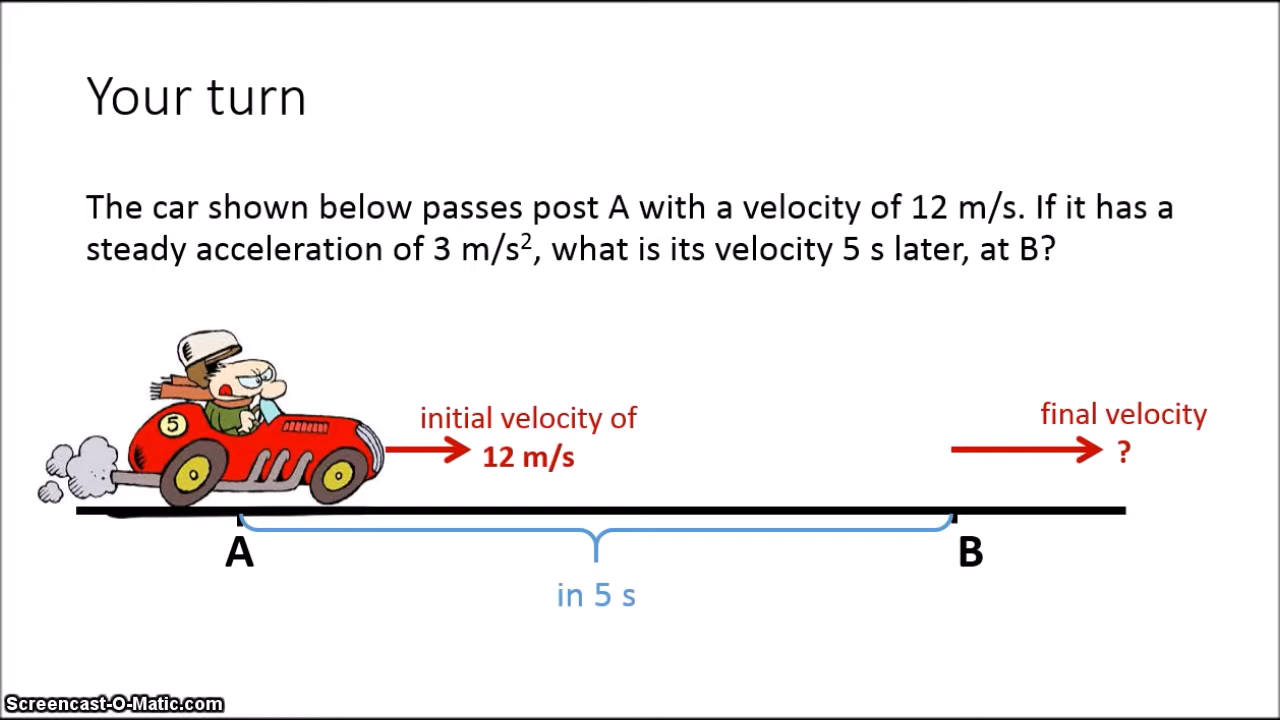 Your turn
The car shown below passes post A with a velocity of 12 m/s. If it has a
steady acceleration of 3 m/s², what is its velocity 5 s later, at B?
5
initial velocity of
12 m/s
final velocity
?
A
B
in 5 s
Screencast-O-Matic.com